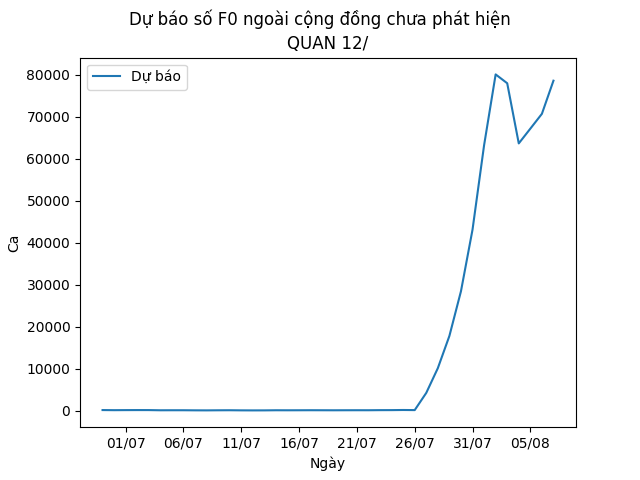 Dự báo số F0 ngoài cộng đồng chưa phát hiện
QUAN 12/
Dự báo
80000
70000
60000
50000
40000
30000
20000
10000
0
Ca
01/07 06/07 11/07 16/07 21/07 26/07 31/07 05/08
Ngày